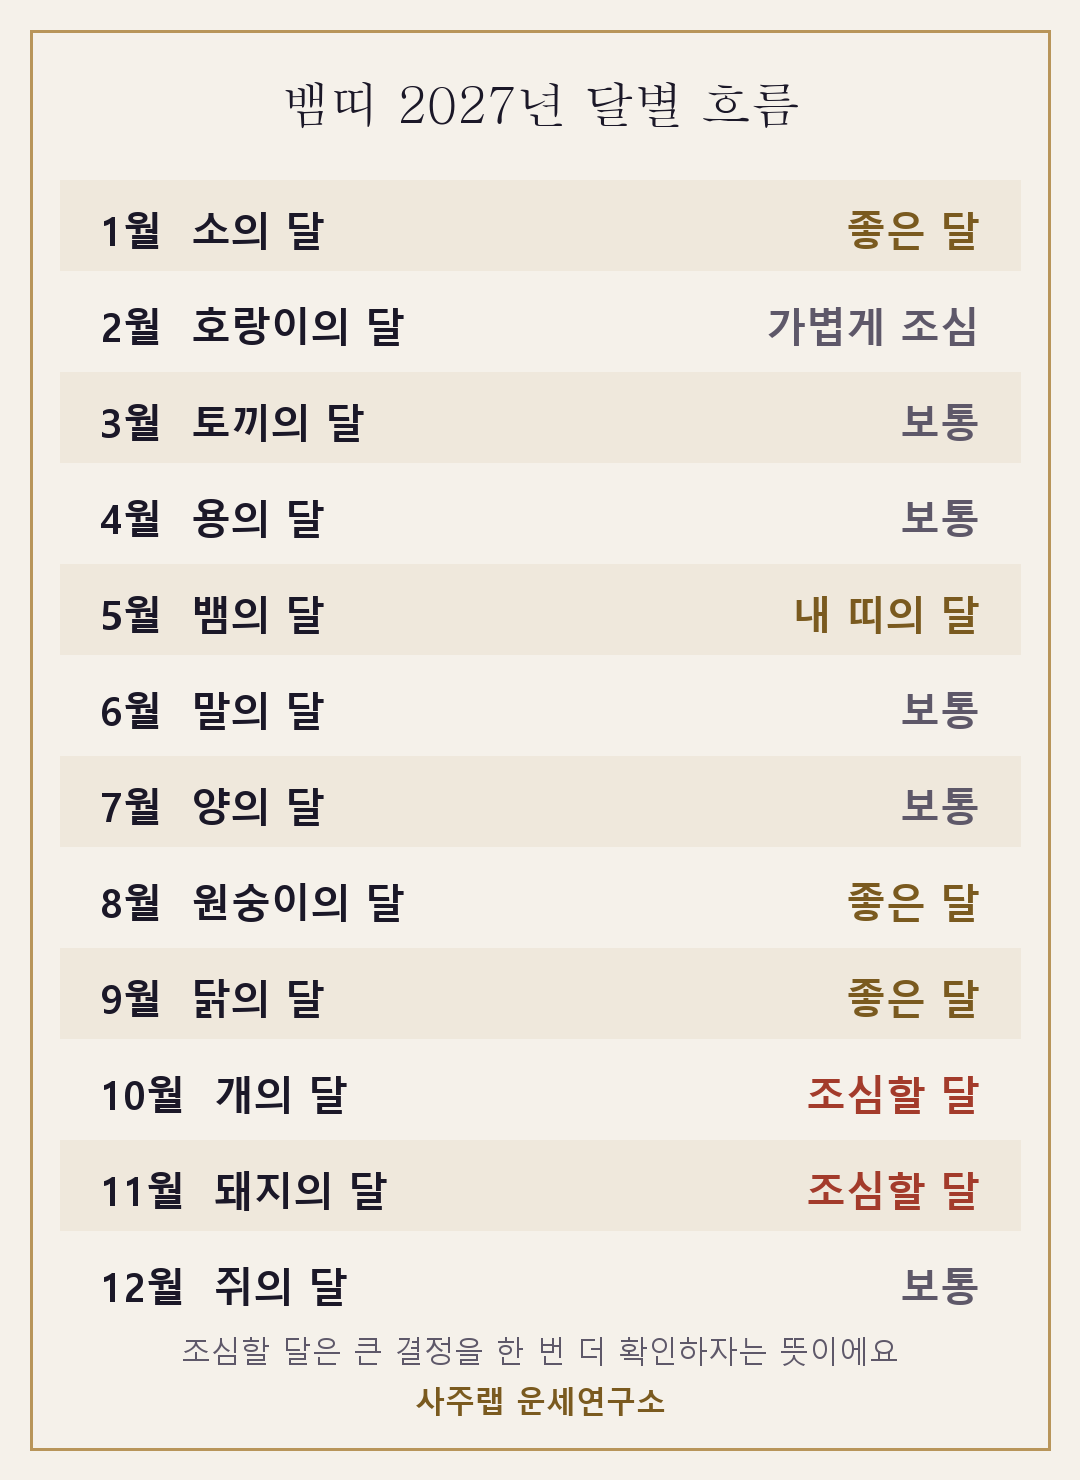 뱀띠 2027년 달별 흐름
1월 소의 달 좋은 달
2월 호랑이의 달 가볍게 조심
3월 토끼의 달 보통
4월 용의 달 보통
5월 뱀의 달 내 띠의 달
6월 말의 달 보통
7월 양의 달 보통
8월 원숭이의 달 좋은 달
9월 닭의 달 좋은 달
10월 개의 달 조심할 달
11월 돼지의 달 조심할 달
12월 쥐의 달 보통
조심할 달은 큰 결정을 한 번 더 확인하자는 뜻이에요
사주랩 운세연구소